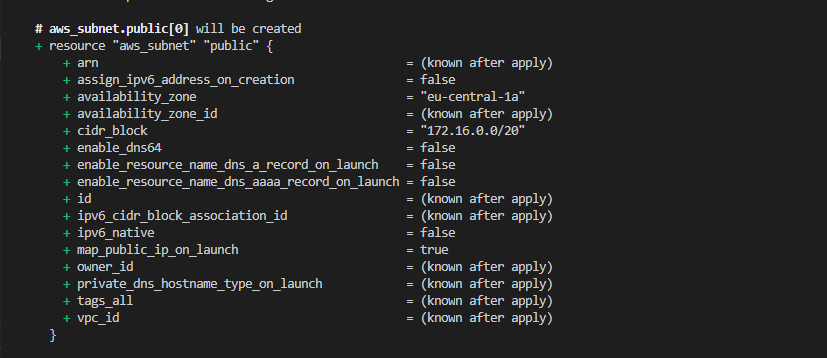 # aws_subnet.public[0] will be created
+ resource "aws_subnet" "public" {
+ arn = (known after apply)
+ assign_ipv6_address_on_creation = false
+ availability_zone = "eu-central-1a"
+ availability_zone_id = (known after apply)
+ cidr_block = "172.16.0.0/20"
+ enable_dns64 = false
+ enable_resource_name_dns_a_record_on_launch = false
+ enable_resource_name_dns_aaaa_record_on_launch = false
+ id = (known after apply)
+ ipv6_cidr_block_association_id = (known after apply)
+ ipv6_native = false
+ map_public_ip_on_launch = true
+ owner_id = (known after apply)
+ private_dns_hostname_type_on_launch = (known after apply)
+ tags_all = (known after apply)
+ vpc_id = (known after apply)
}